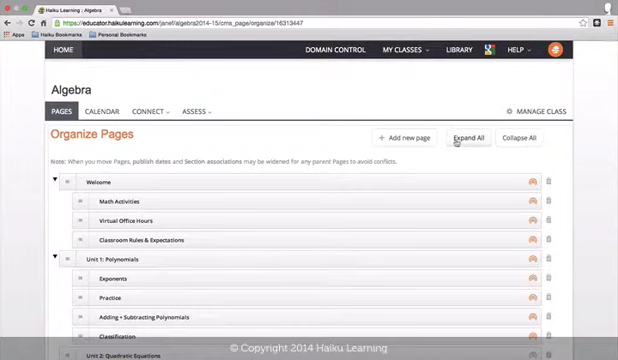 Haiku Learning : Algebra
https://educator.haikulearning.com/janef/algebra2014-15/cms_page/organize/16313447
Apps Haiku Bookmarks Personal Bookmarks
HOME DOMAIN CONTROL MY CLASSES LIBRARY HELP
Algebra
PAGES CALENDAR CONNECT ASSESS MANAGE CLASS
Organize Pages
+ Add new page Expand All Collapse All
Note: When you move Pages, publish dates and Section associations may be widened for any parent Pages to avoid conflicts.
Welcome
Math Activities
Virtual Office Hours
Classroom Rules & Expectations
Unit 1: Polynomials
Exponents
Practice
Adding + Subtracting Polynomials
Classification
Unit 2: Quadratic Equations
© Copyright 2014 Haiku Learning